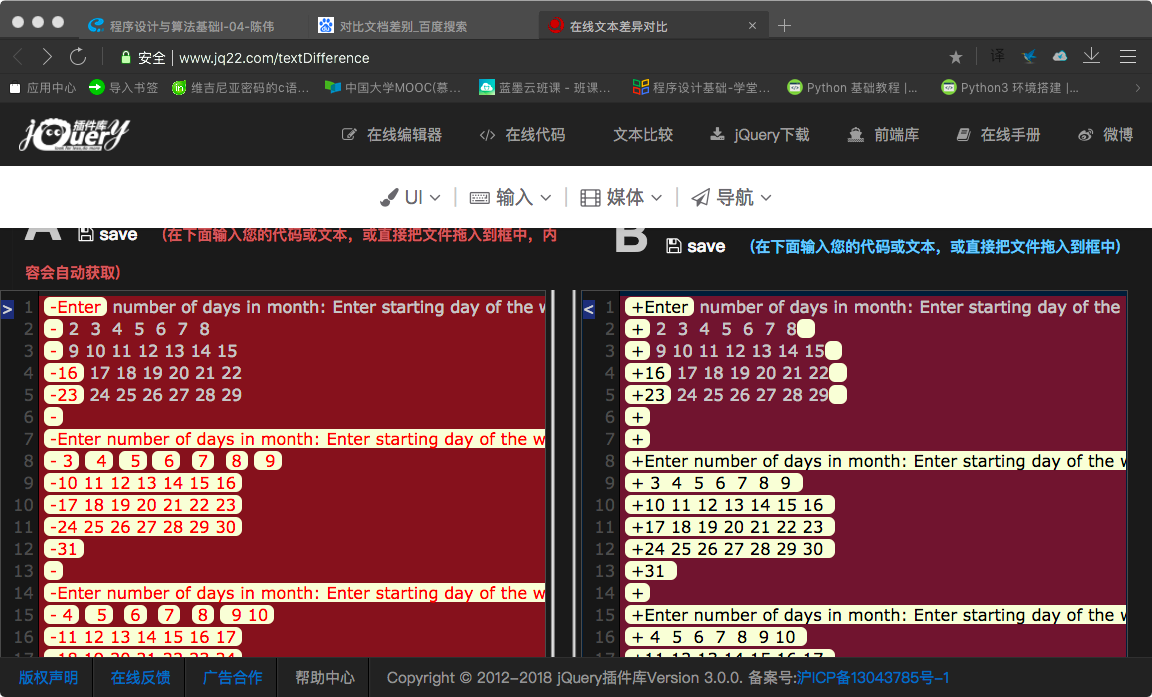 程序设计与算法基础I-04-陈伟
对比文档差别_百度搜索
在线文本差异对比
安全 www.jq22.com/textDifference
译
应用中心 导入书签 维吉尼亚密码的c语... 中国大学MOOC(慕... 蓝墨云班课 - 班课... 程序设计基础-学堂... Python 基础教程 |... Python3 环境搭建 |...
jQuery 插件库 在线编辑器 在线代码 文本比较 jQuery下载 前端库 在线手册 微博
UI 输入 媒体 导航
A save (在下面输入您的代码或文本，或直接把文件拖入到框中，内
容会自动获取)
B save (在下面输入您的代码或文本，或直接把文件拖入到框中)
>
1 -Enter number of days in month: Enter starting day of the w
2 - 2 3 4 5 6 7 8
3 - 9 10 11 12 13 14 15
4 -16 17 18 19 20 21 22
5 -23 24 25 26 27 28 29
6 -
7 -Enter number of days in month: Enter starting day of the w
8 - 3 4 5 6 7 8 9
9 -10 11 12 13 14 15 16
10 -17 18 19 20 21 22 23
11 -24 25 26 27 28 29 30
12 -31
13 -
14 -Enter number of days in month: Enter starting day of the w
15 - 4 5 6 7 8 9 10
16 -11 12 13 14 15 16 17
<
1 +Enter number of days in month: Enter starting day of the
2 + 2 3 4 5 6 7 8
3 + 9 10 11 12 13 14 15
4 +16 17 18 19 20 21 22
5 +23 24 25 26 27 28 29
6 +
7 +
8 +Enter number of days in month: Enter starting day of the w
9 + 3 4 5 6 7 8 9
10 +10 11 12 13 14 15 16
11 +17 18 19 20 21 22 23
12 +24 25 26 27 28 29 30
13 +31
14 +
15 +Enter number of days in month: Enter starting day of the w
16 + 4 5 6 7 8 9 10
版权声明 在线反馈 广告合作 帮助中心 Copyright © 2012-2018 jQuery插件库Version 3.0.0. 备案号:沪ICP备13043785号-1